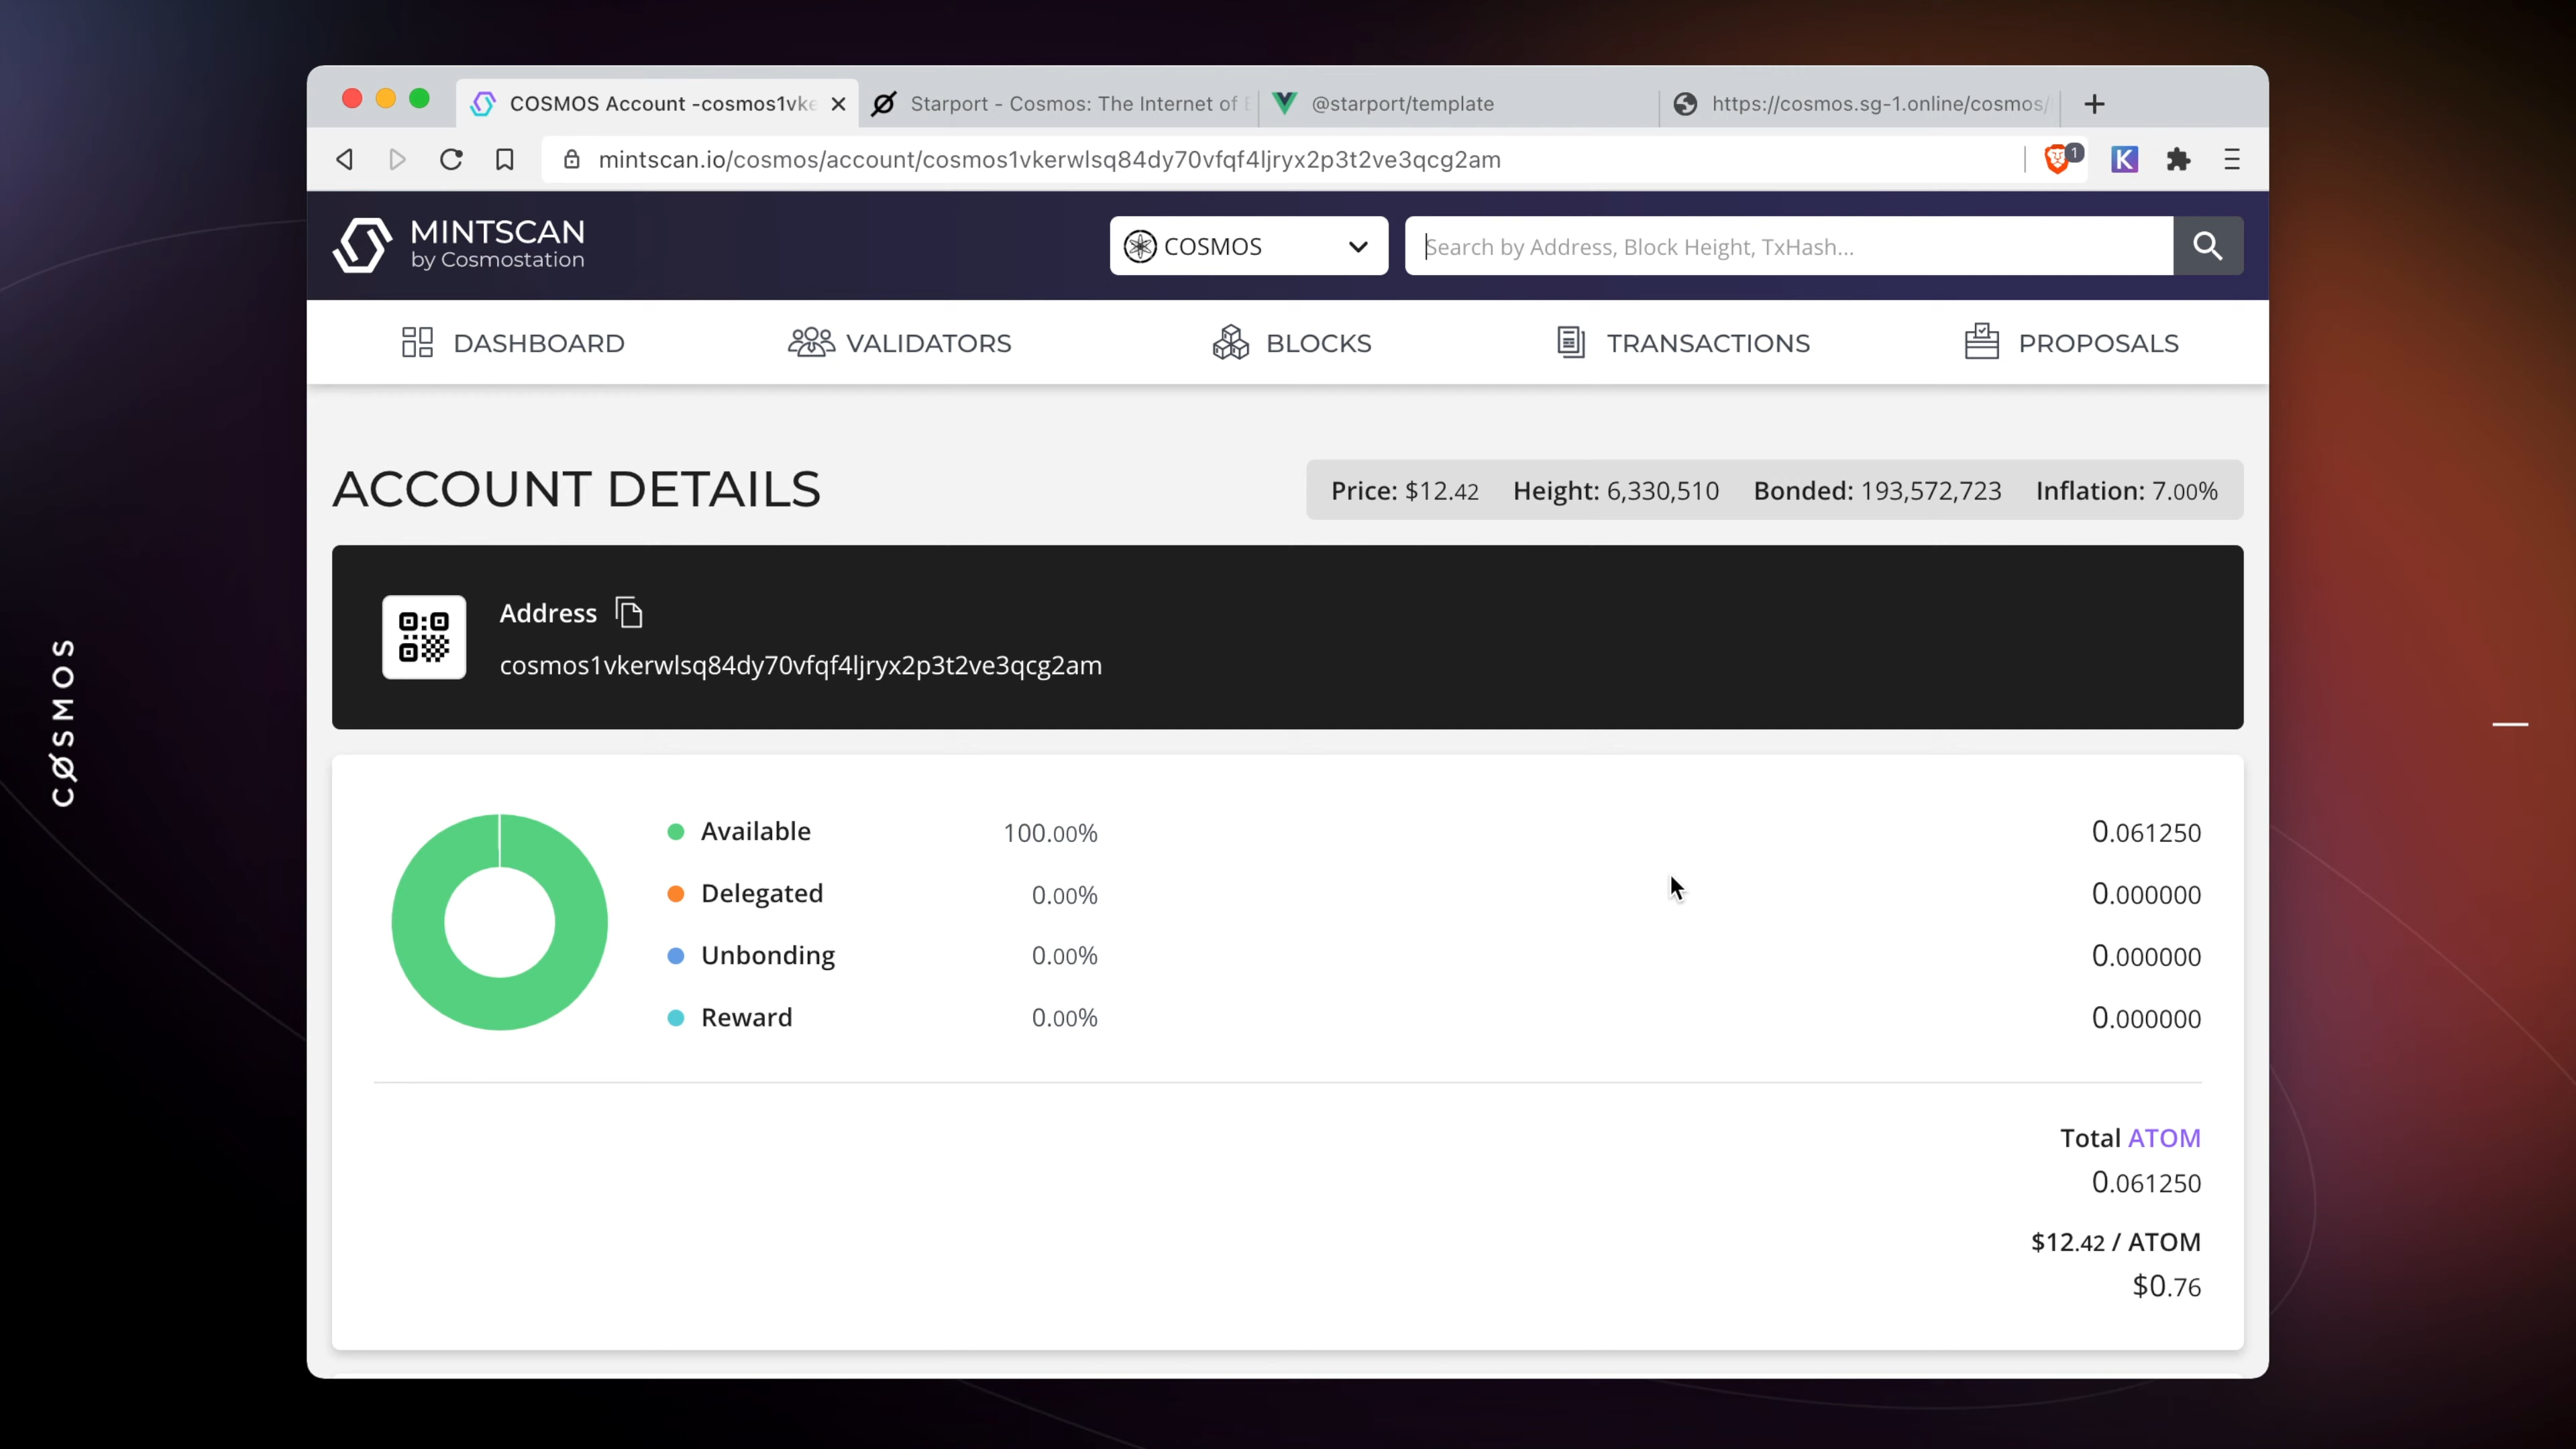 COSMOS Account -cosmos1vke
Starport - Cosmos: The Internet of
@starport/template
https://cosmos.sg-1.online/cosmos/
mintscan.io/cosmos/account/cosmos1vkerwlsq84dy70vfqf4ljryx2p3t2ve3qcg2am
1
K
MINTSCAN
by Cosmostation
COSMOS
Search by Address, Block Height, TxHash...
DASHBOARD
VALIDATORS
BLOCKS
TRANSACTIONS
PROPOSALS
ACCOUNT DETAILS
Price: $12.42 Height: 6,330,510 Bonded: 193,572,723 Inflation: 7.00%
Address
cosmos1vkerwlsq84dy70vfqf4ljryx2p3t2ve3qcg2am
CØSMOS
Available 100.00% 0.061250
Delegated 0.00% 0.000000
Unbonding 0.00% 0.000000
Reward 0.00% 0.000000
Total ATOM
0.061250
$12.42 / ATOM
$0.76